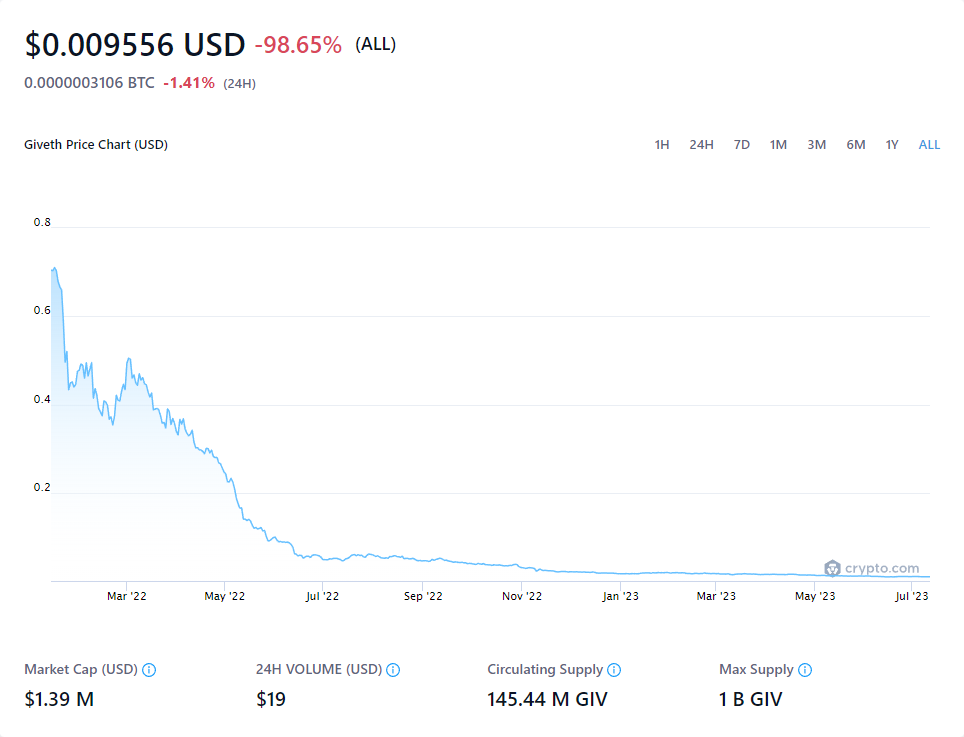 $0.009556 USD -98.65% (ALL)
0.0000003106 BTC -1.41% (24H)
Giveth Price Chart (USD) 1H 24H 7D 1M 3M 6M 1Y ALL
0.8
0.6
0.4
0.2
crypto.com
Mar '22 May '22 Jul '22 Sep '22 Nov '22 Jan '23 Mar '23 May '23 Jul '23
Market Cap (USD) 24H VOLUME (USD) Circulating Supply Max Supply
$1.39 M $19 145.44 M GIV 1 B GIV